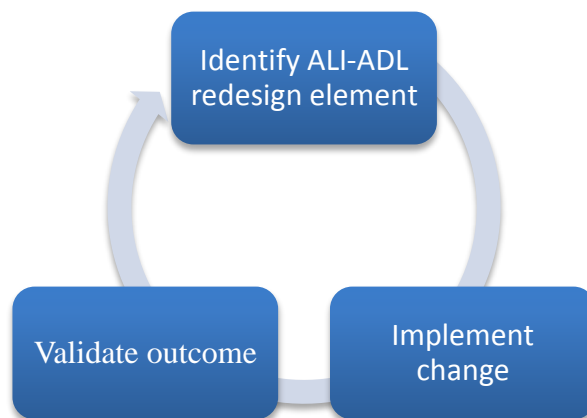 Identify ALI-ADL
redesign element
Validate outcome
Implement
change